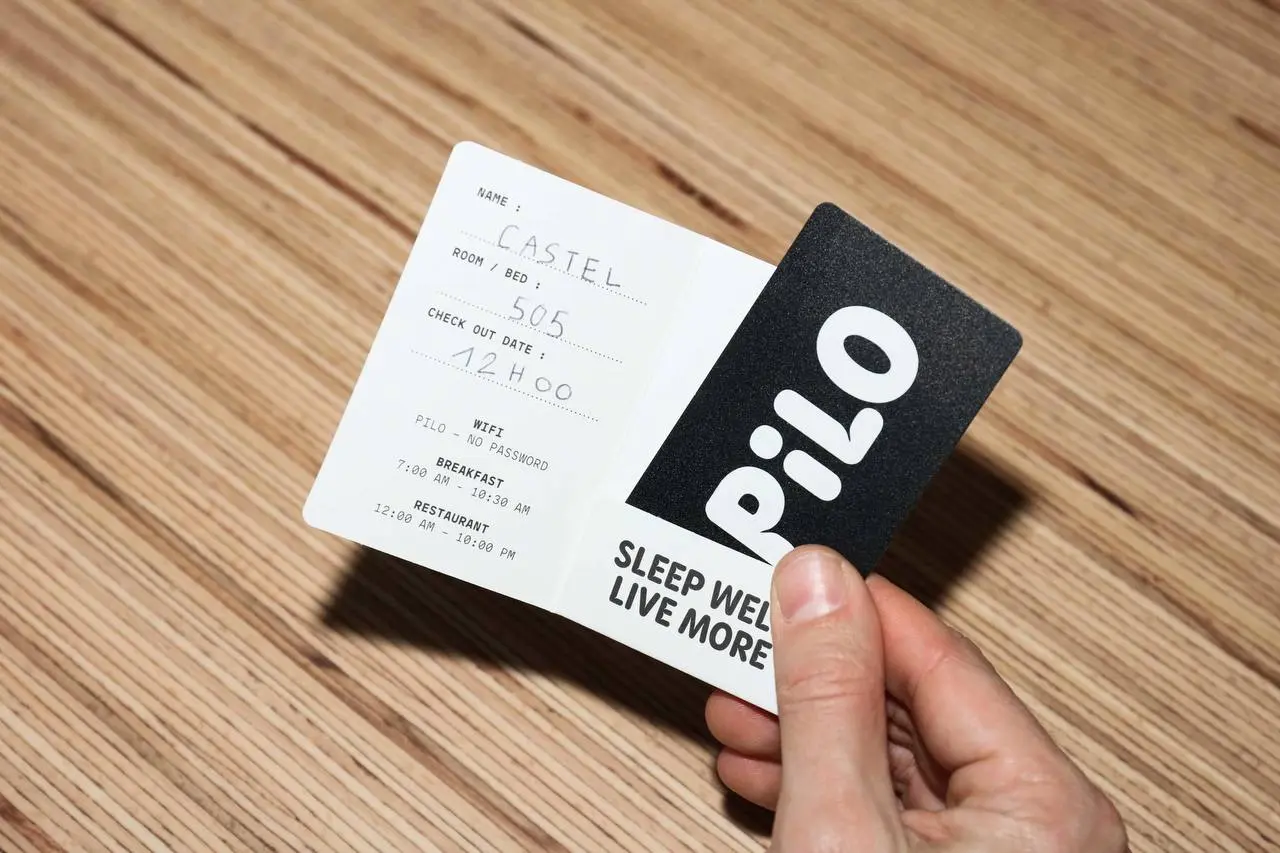 NAME :
CASTEL
ROOM / BED :
505
CHECK OUT DATE :
12H00
WIFI
PILO - NO PASSWORD
BREAKFAST
7:00 AM - 10:30 AM
RESTAURANT
12:00 AM - 10:00 PM
PiLO
SLEEP WEL
LIVE MORE